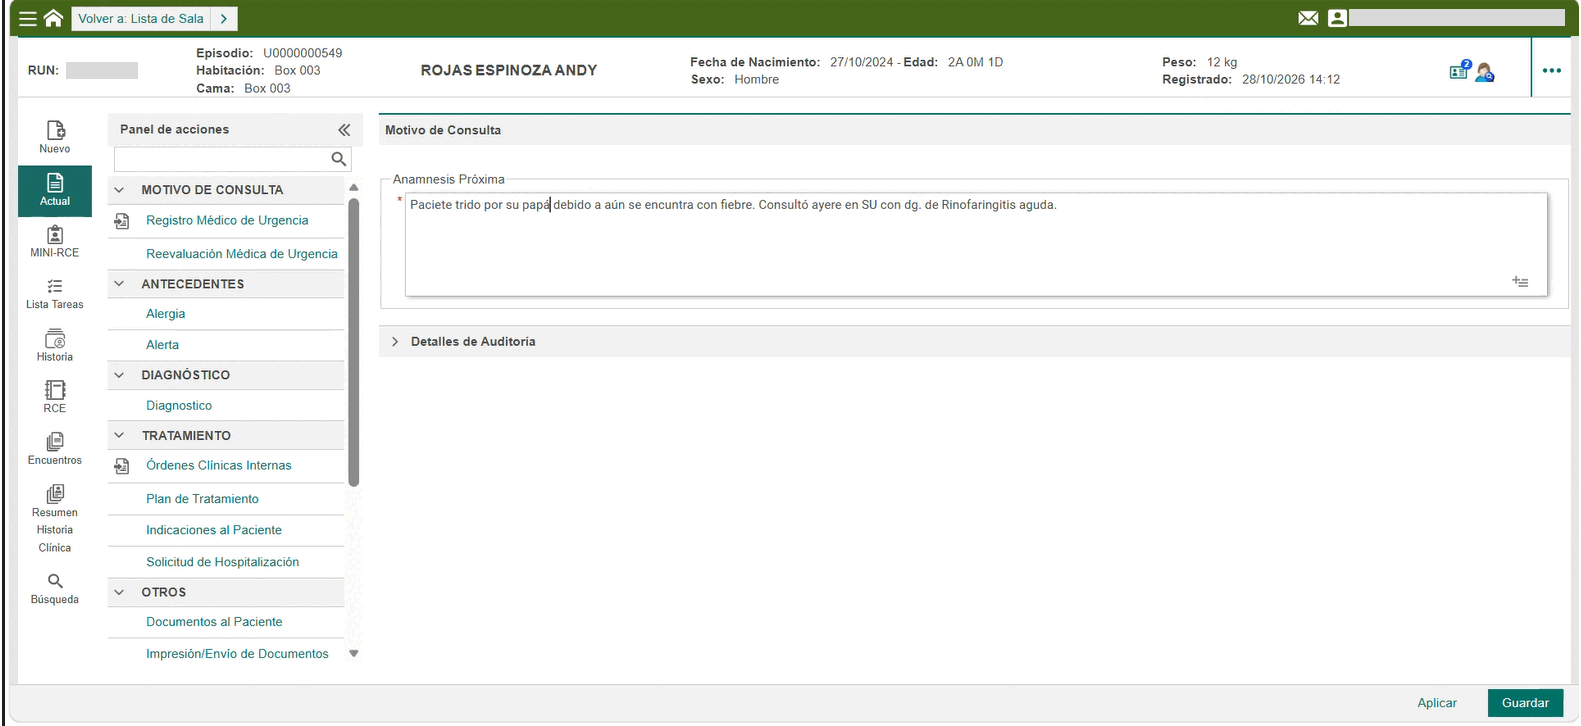 Volver a: Lista de Sala
RUN:
Episodio: U0000000549
Habitación: Box 003
Cama: Box 003
ROJAS ESPINOZA ANDY
Fecha de Nacimiento: 27/10/2024 - Edad: 2A 0M 1D
Sexo: Hombre
Peso: 12 kg
Registrado: 28/10/2026 14:12
2
Nuevo
Actual
MINI-RCE
Lista Tareas
Historia
RCE
Encuentros
Resumen
Historia
Clínica
Búsqueda
Panel de acciones
MOTIVO DE CONSULTA
Registro Médico de Urgencia
Reevaluación Médica de Urgencia
ANTECEDENTES
Alergia
Alerta
DIAGNÓSTICO
Diagnostico
TRATAMIENTO
Órdenes Clínicas Internas
Plan de Tratamiento
Indicaciones al Paciente
Solicitud de Hospitalización
OTROS
Documentos al Paciente
Impresión/Envío de Documentos
Motivo de Consulta
Anamnesis Próxima
* Paciete trido por su papá debido a aún se encuntra con fiebre. Consultó ayere en SU con dg. de Rinofaringitis aguda.
Detalles de Auditoría
Aplicar
Guardar